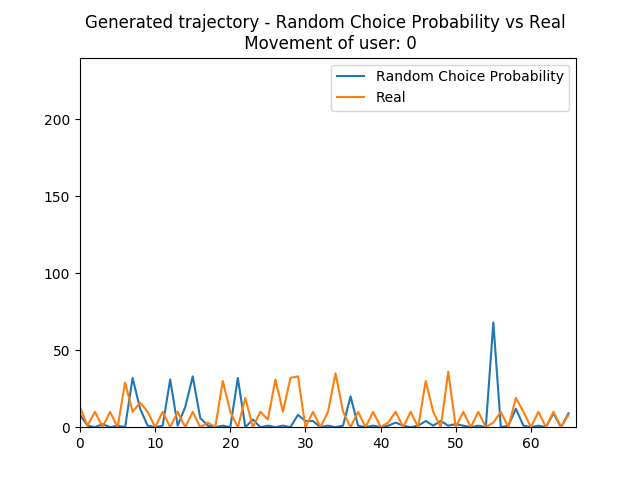 Generated trajectory - Random Choice Probability vs Real
Movement of user: 0
Random Choice Probability
Real
200
150
100
50
0
0 10 20 30 40 50 60